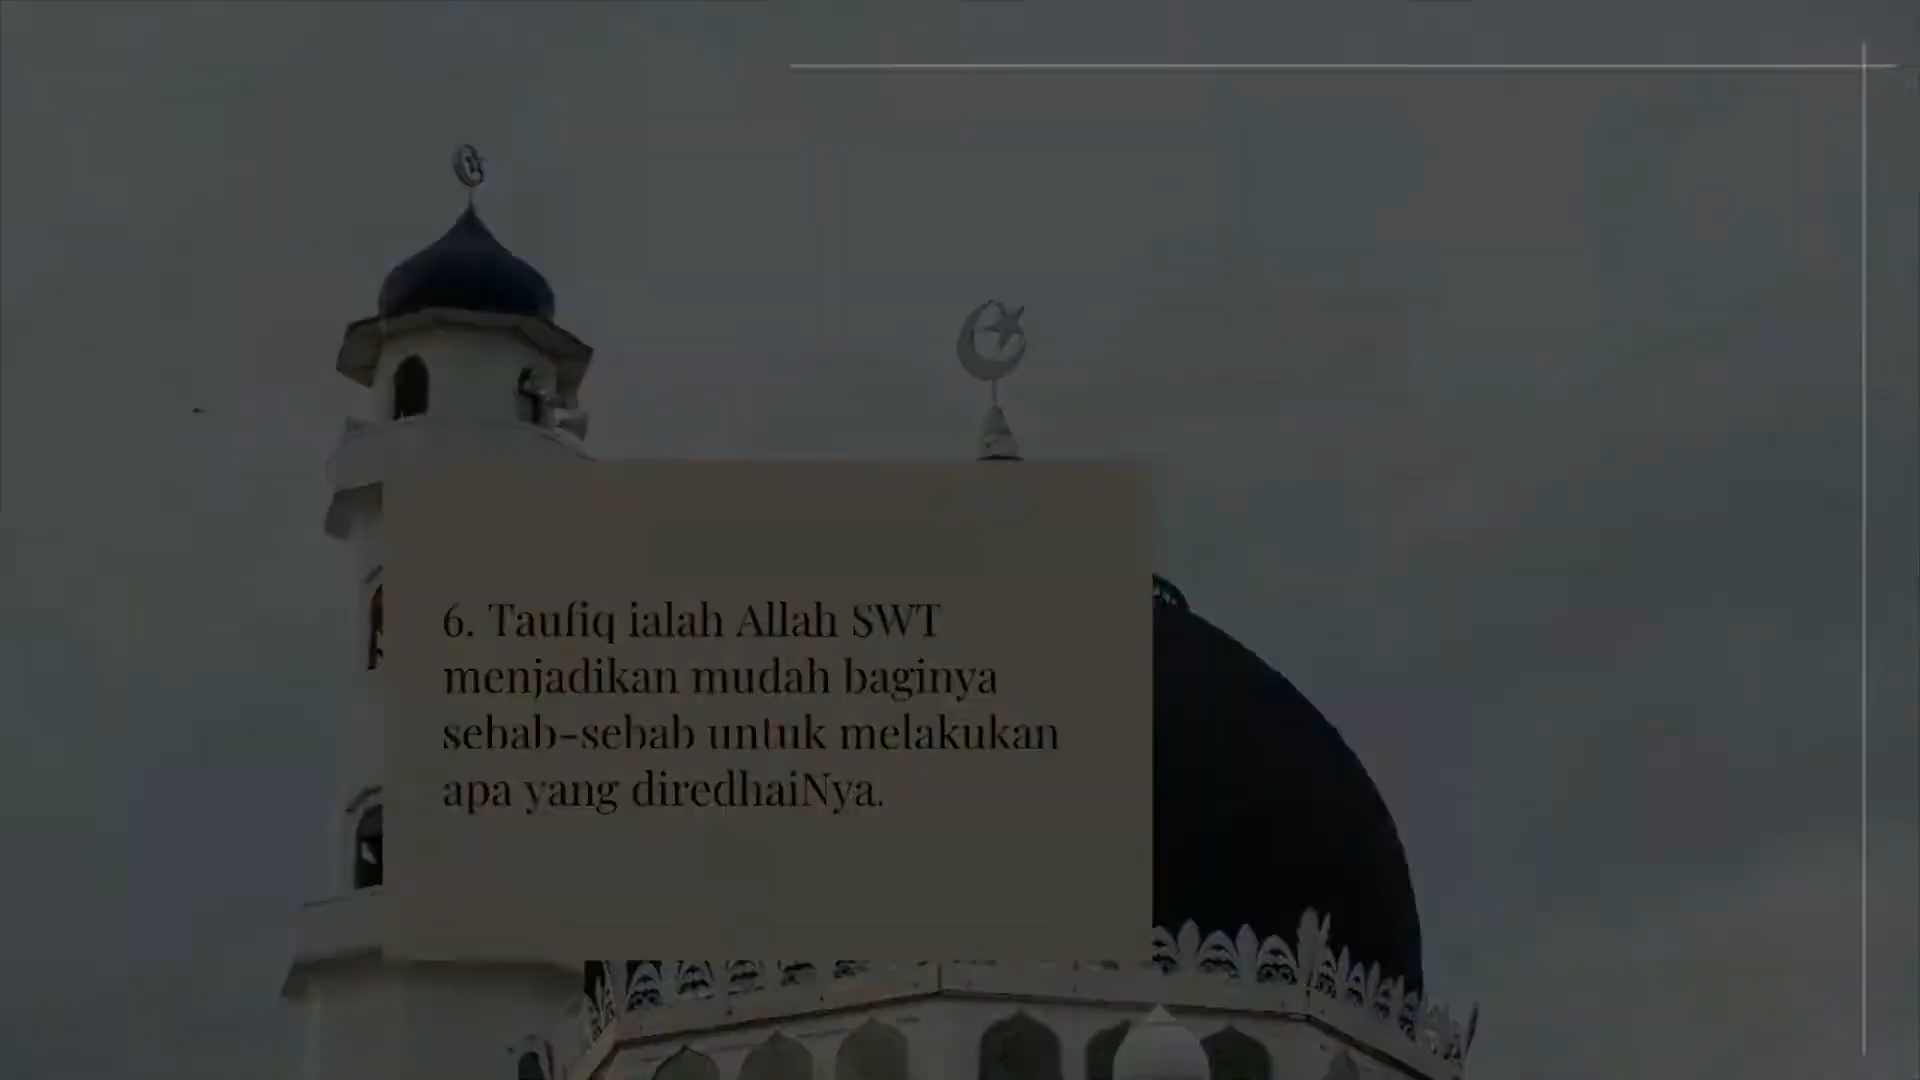 6. Taufiq ialah Allah SWT
menjadikan mudah baginya
sebab-sebab untuk melakukan
apa yang diredhaiNya.